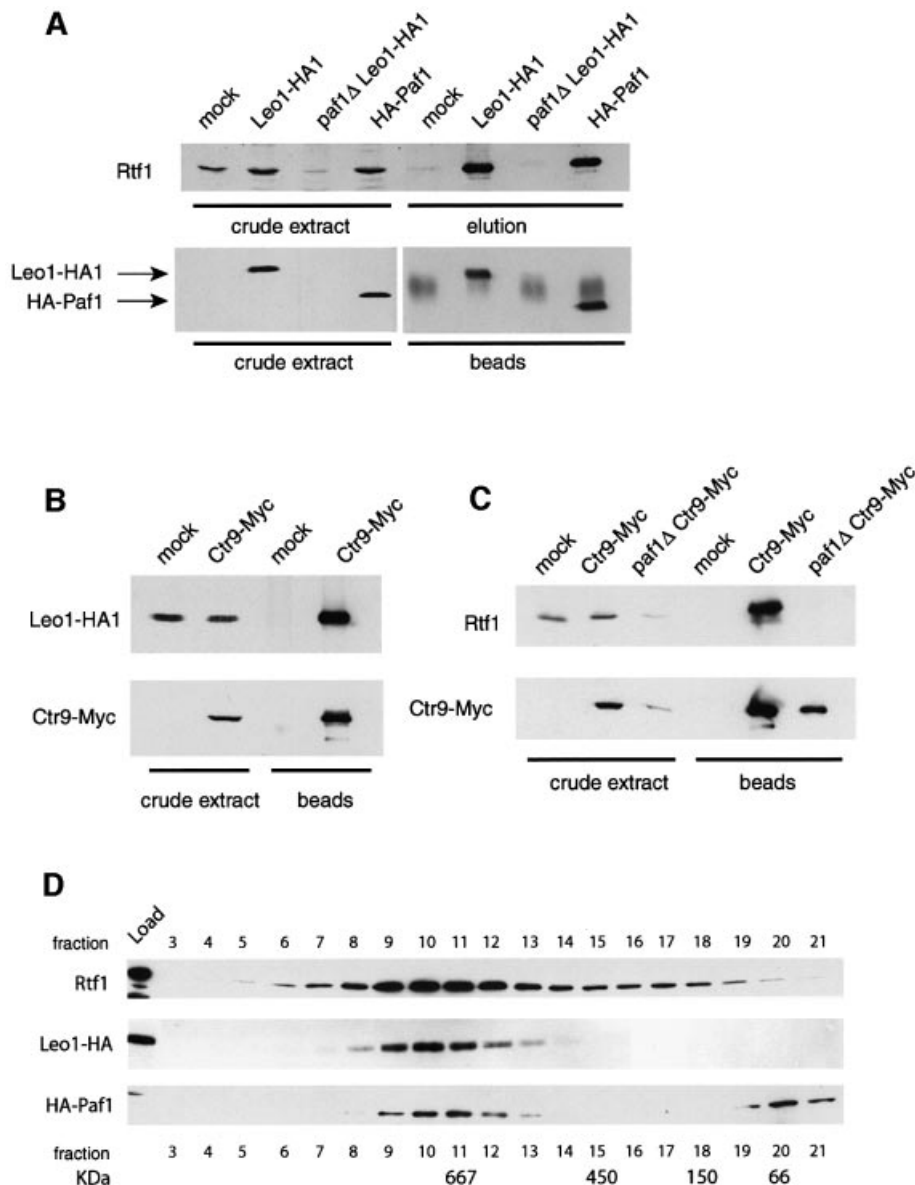 A
mock Leo1-HA1 paf1Δ Leo1-HA1 HA-Paf1 mock Leo1-HA1 paf1Δ Leo1-HA1 HA-Paf1
Rtf1
crude extract elution
Leo1-HA1
HA-Paf1
crude extract beads
B
mock Ctr9-Myc mock Ctr9-Myc
Leo1-HA1
Ctr9-Myc
crude extract beads
C
mock Ctr9-Myc paf1Δ Ctr9-Myc mock Ctr9-Myc paf1Δ Ctr9-Myc
Rtf1
Ctr9-Myc
crude extract beads
D
Load
fraction 3 4 5 6 7 8 9 10 11 12 13 14 15 16 17 18 19 20 21
Rtf1
Leo1-HA
HA-Paf1
fraction 3 4 5 6 7 8 9 10 11 12 13 14 15 16 17 18 19 20 21
KDa 667 450 150 66